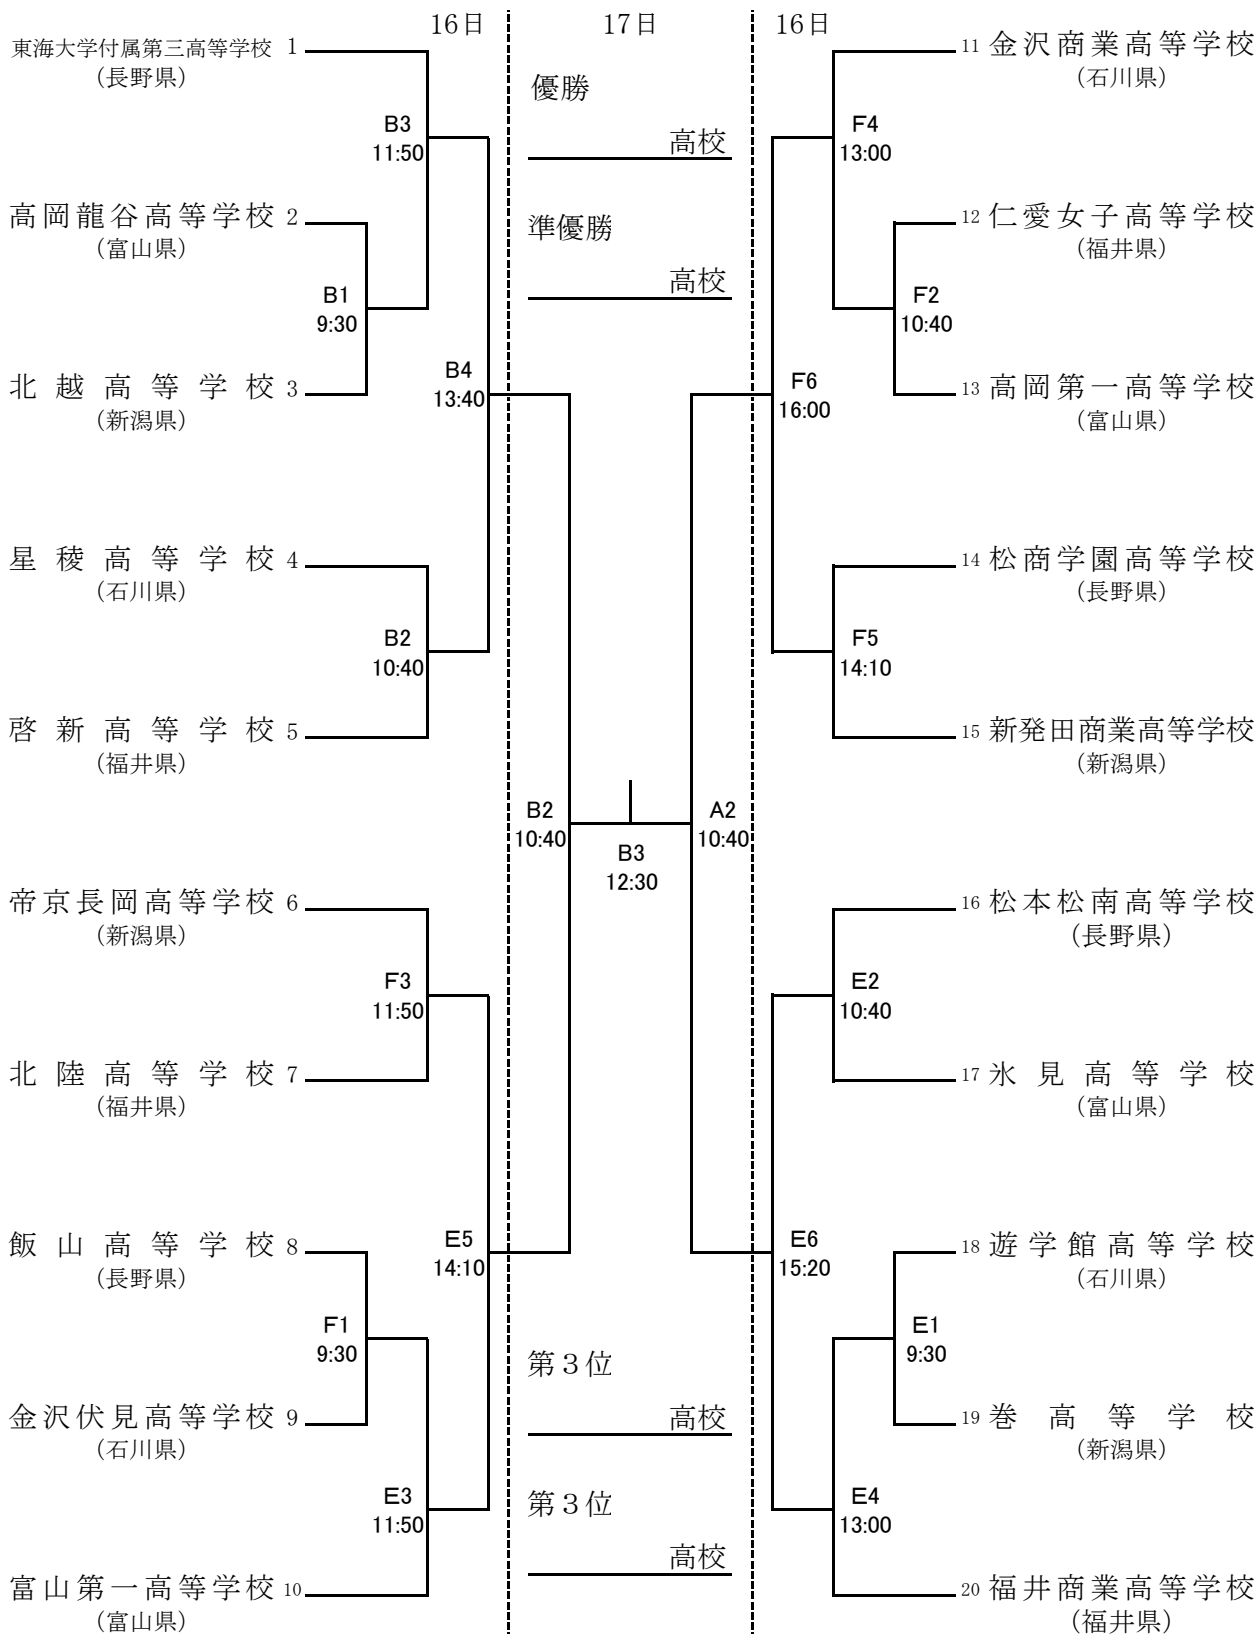 16日 17日 16日
東海大学付属第三高等学校 1
(長野県)
B3
11:50
高岡龍谷高等学校 2
(富山県)
B1
9:30
北越高等学校 3
(新潟県)
B4
13:40
星稜高等学校 4
(石川県)
B2
10:40
啓新高等学校 5
(福井県)
帝京長岡高等学校 6
(新潟県)
F3
11:50
北陸高等学校 7
(福井県)
飯山高等学校 8
(長野県)
E5
14:10
F1
9:30
金沢伏見高等学校 9
(石川県)
E3
11:50
富山第一高等学校 10
(富山県)
優勝
高校
準優勝
高校
B2
10:40
B3
12:30
A2
10:40
第３位
高校
第３位
高校
11 金沢商業高等学校
(石川県)
F4
13:00
12 仁愛女子高等学校
(福井県)
F2
10:40
13 高岡第一高等学校
(富山県)
F6
16:00
14 松商学園高等学校
(長野県)
F5
14:10
15 新発田商業高等学校
(新潟県)
16 松本松南高等学校
(長野県)
E2
10:40
17 氷見高等学校
(富山県)
E6
15:20
18 遊学館高等学校
(石川県)
E1
9:30
19 巻高等学校
(新潟県)
E4
13:00
20 福井商業高等学校
(福井県)